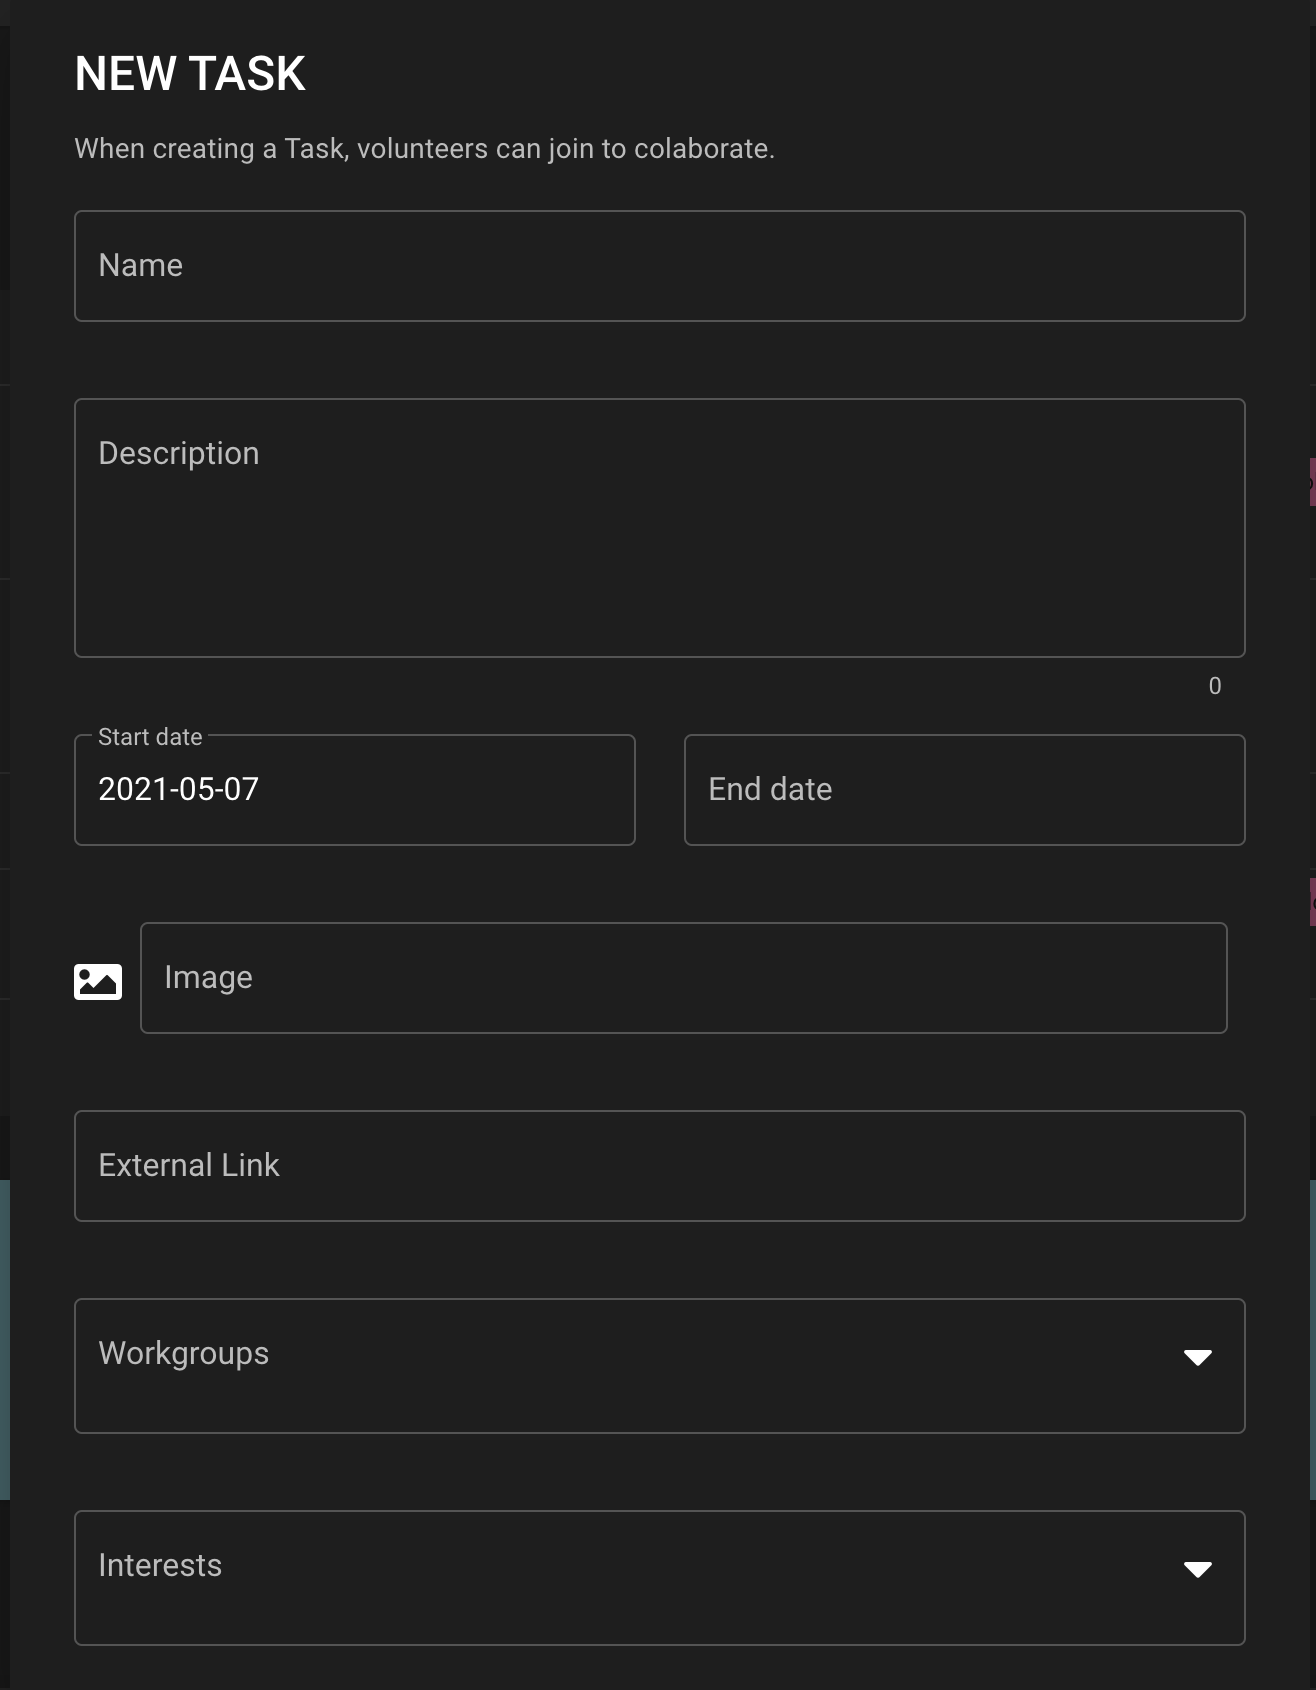 NEW TASK
When creating a Task, volunteers can join to colaborate.
Name
Description
0
Start date
2021-05-07
End date
Image
External Link
Workgroups
Interests